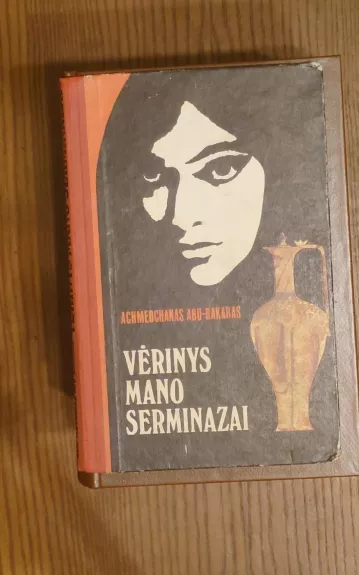 ACHMEDCHANAS ABU-BAKARAS
VĖRINYS
MANO
SERMINAZAI